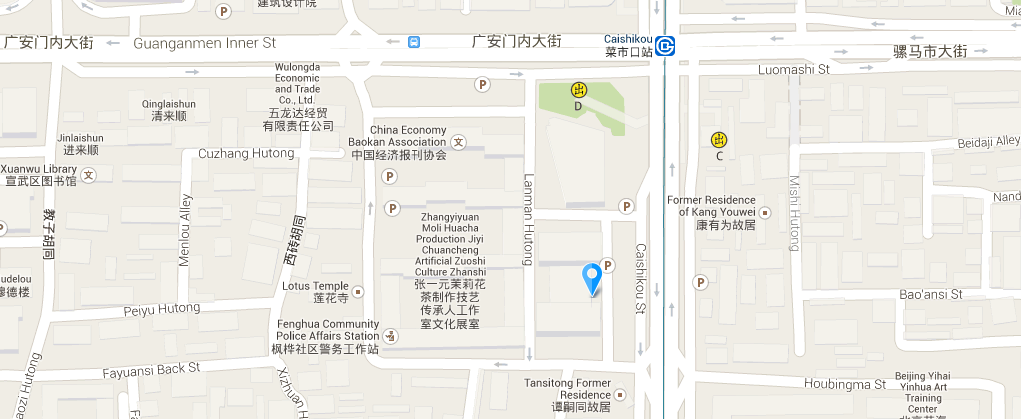 建筑设计院
P
广安门内大街
Guanganmen Inner St
广安门内大街
Caishikou
菜市口站
骡马市大街
Luomashi St
Wulongda
Economic
and Trade
Co., Ltd.
五龙达经贸
有限责任公司
P
出
D
Qinglaishun
清来顺
Jinlaishun
进来顺
China Economy
Baokan Association
中国经济报刊协会
文
出
C
Beidaji Alley
Cuzhang Hutong
Xuanwu Library
宣武区图书馆
文
P
Lanman Hutong
Mishi Hutong
Former Residence
of Kang Youwei
康有为故居
P
P
Menlou Alley
教子胡同
西砖胡同
Zhangyiyuan
Moli Huacha
Production Jiyi
Chuancheng
Artificial Zuoshi
Culture Zhanshi
张一元茉莉花
茶制作技艺
传承人工作
室文化展室
Caishikou St
P
P
Lotus Temple
莲花寺
Bao'ansi St
Peiyu Hutong
Fenghua Community
Police Affairs Station
枫桦社区警务工作站
Fayuansi Back St
Xizhuan Hutong
Tansitong Former
Residence
谭嗣同故居
Houbingma St
Beijing Yihai
Yinhua Art
Training
Center